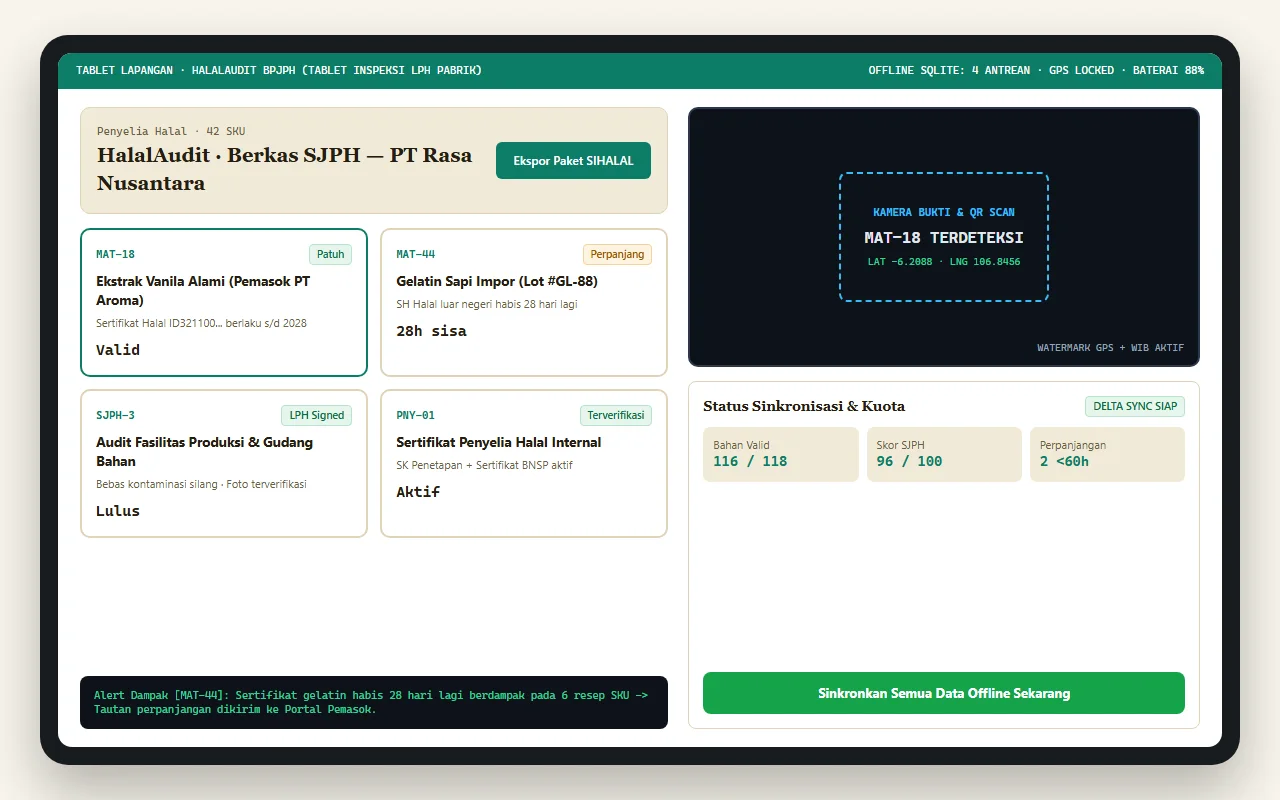 TABLET LAPANGAN · HALALAUDIT BPJPH (TABLET INSPEKSI LPH PABRIK)
OFFLINE SQLITE: 4 ANTREAN · GPS LOCKED · BATERAI 88%
Penyelia Halal · 42 SKU
HalalAudit · Berkas SJPH — PT Rasa
Nusantara
Ekspor Paket SIHALAL
MAT-18
Patuh
Ekstrak Vanila Alami (Pemasok PT
Aroma)
Sertifikat Halal ID321100... berlaku s/d 2028
Valid
MAT-44
Perpanjang
Gelatin Sapi Impor (Lot #GL-88)
SH Halal luar negeri habis 28 hari lagi
28h sisa
SJPH-3
LPH Signed
Audit Fasilitas Produksi & Gudang
Bahan
Bebas kontaminasi silang · Foto terverifikasi
Lulus
PNY-01
Terverifikasi
Sertifikat Penyelia Halal Internal
SK Penetapan + Sertifikat BNSP aktif
Aktif
Alert Dampak [MAT-44]: Sertifikat gelatin habis 28 hari lagi berdampak pada 6 resep SKU ->
Tautan perpanjangan dikirim ke Portal Pemasok.
KAMERA BUKTI & QR SCAN
MAT-18 TERDETEKSI
LAT -6.2088 · LNG 106.8456
WATERMARK GPS + WIB AKTIF
Status Sinkronisasi & Kuota
DELTA SYNC SIAP
Bahan Valid
116 / 118
Skor SJPH
96 / 100
Perpanjangan
2 <60h
Sinkronkan Semua Data Offline Sekarang